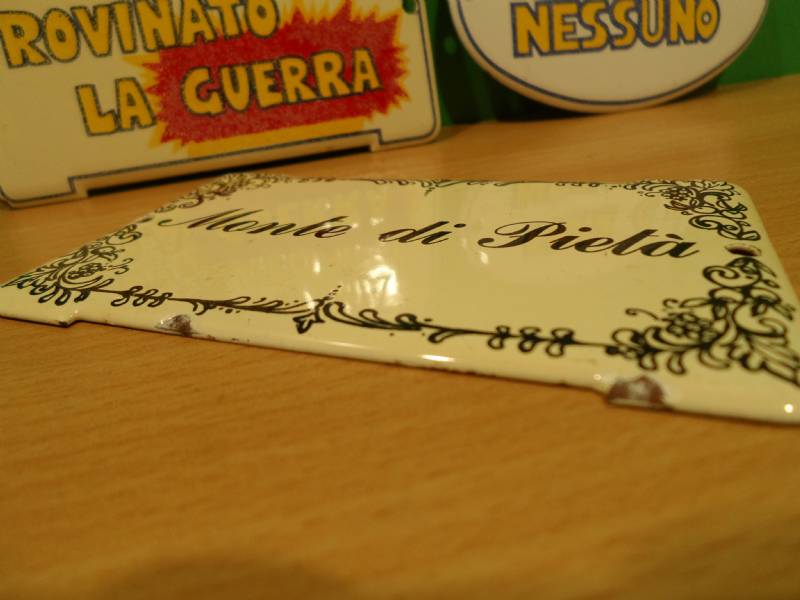 ROVINATO
LA GUERRA
NESSUNO
Monte di Pietà